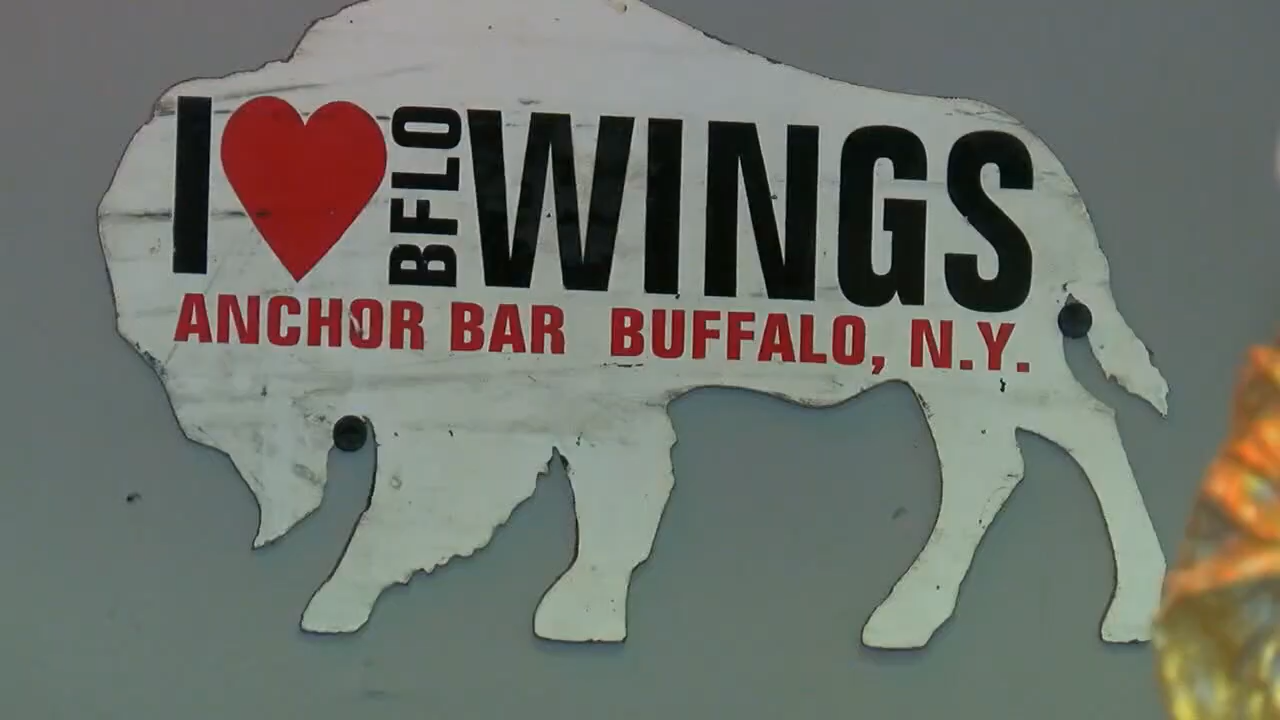 I ♥ BFLO WINGS
ANCHOR BAR BUFFALO, N.Y.